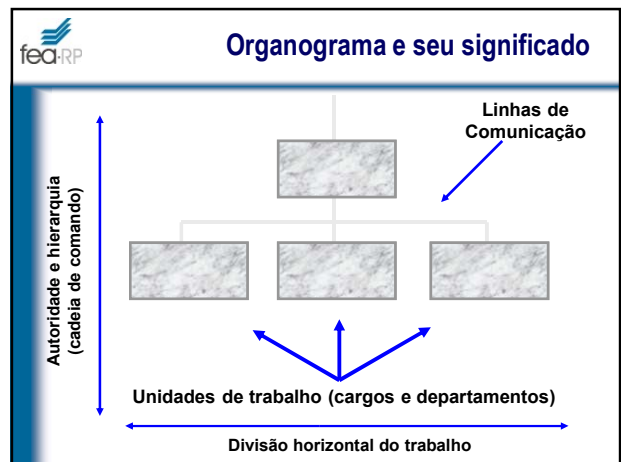 fea-RP
Organograma e seu significado
Linhas de
Comunicação
Autoridade e hierarquia
(cadeia de comando)
Unidades de trabalho (cargos e departamentos)
Divisão horizontal do trabalho